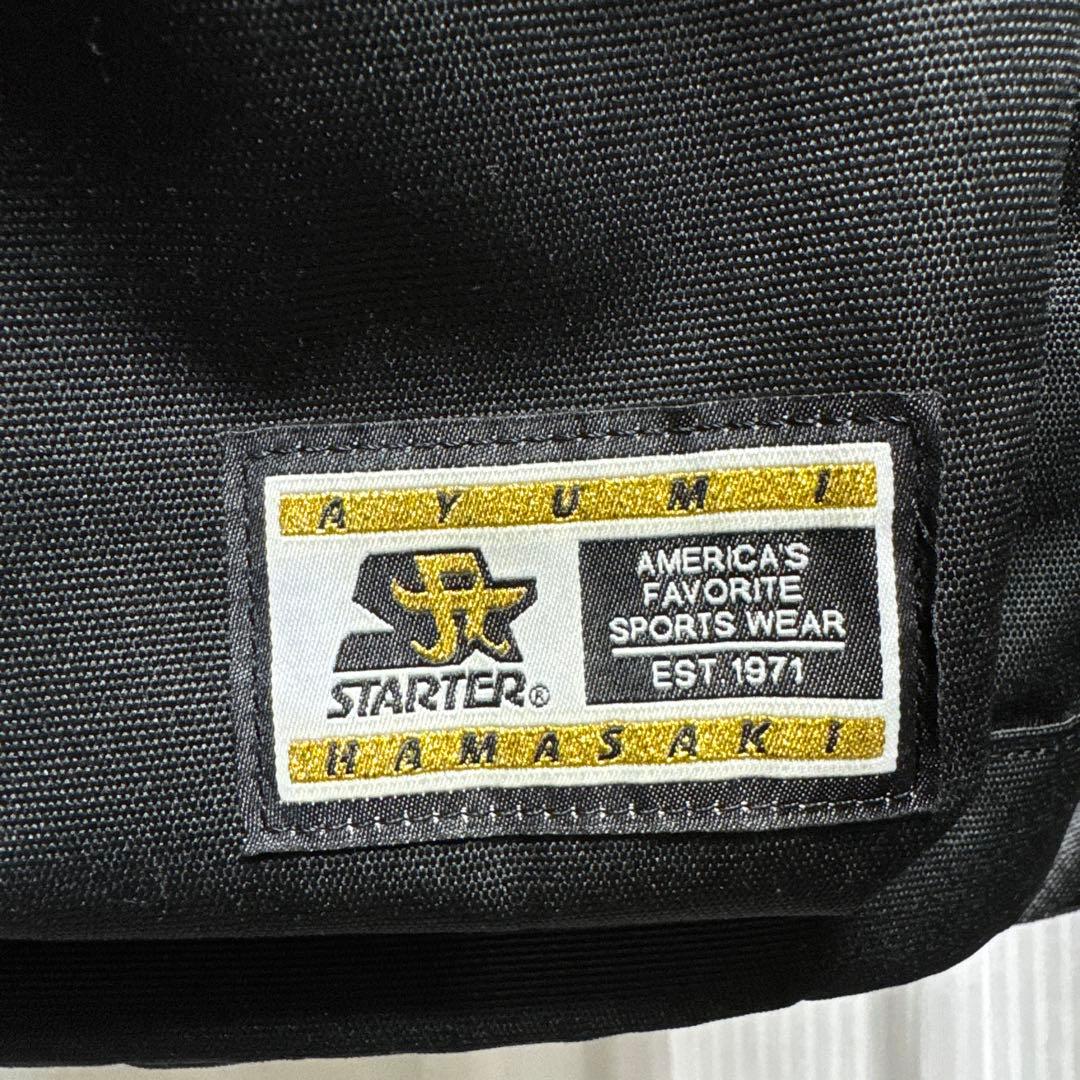 AYUMI
STARTER®
AMERICA'S
FAVORITE
SPORTS WEAR
EST. 1971
HAMASAKI